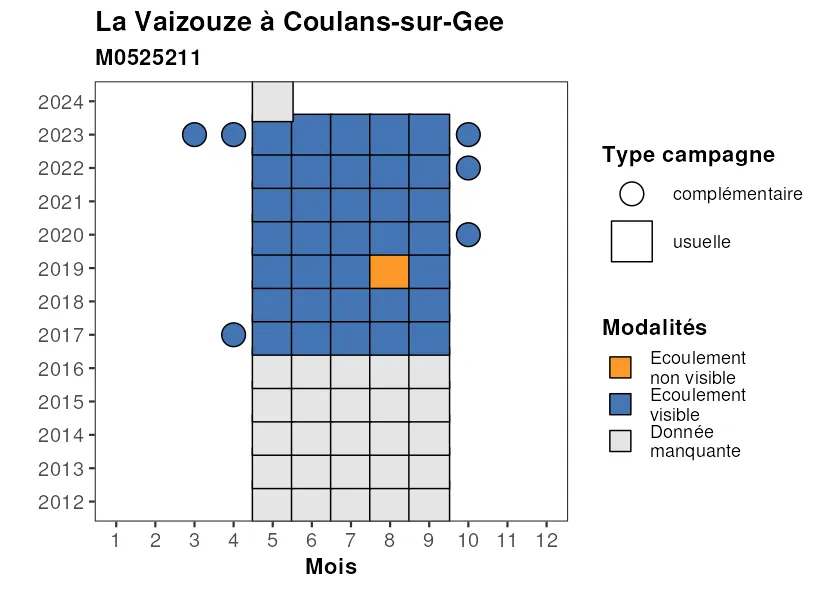 La Vaizouze à Coulans-sur-Gee
M0525211
2024
2023
2022
2021
2020
2019
2018
2017
2016
2015
2014
2013
2012
1 2 3 4 5 6 7 8 9 10 11 12
Mois
Type campagne
complémentaire
usuelle
Modalités
Ecoulement
non visible
Ecoulement
visible
Donnée
manquante